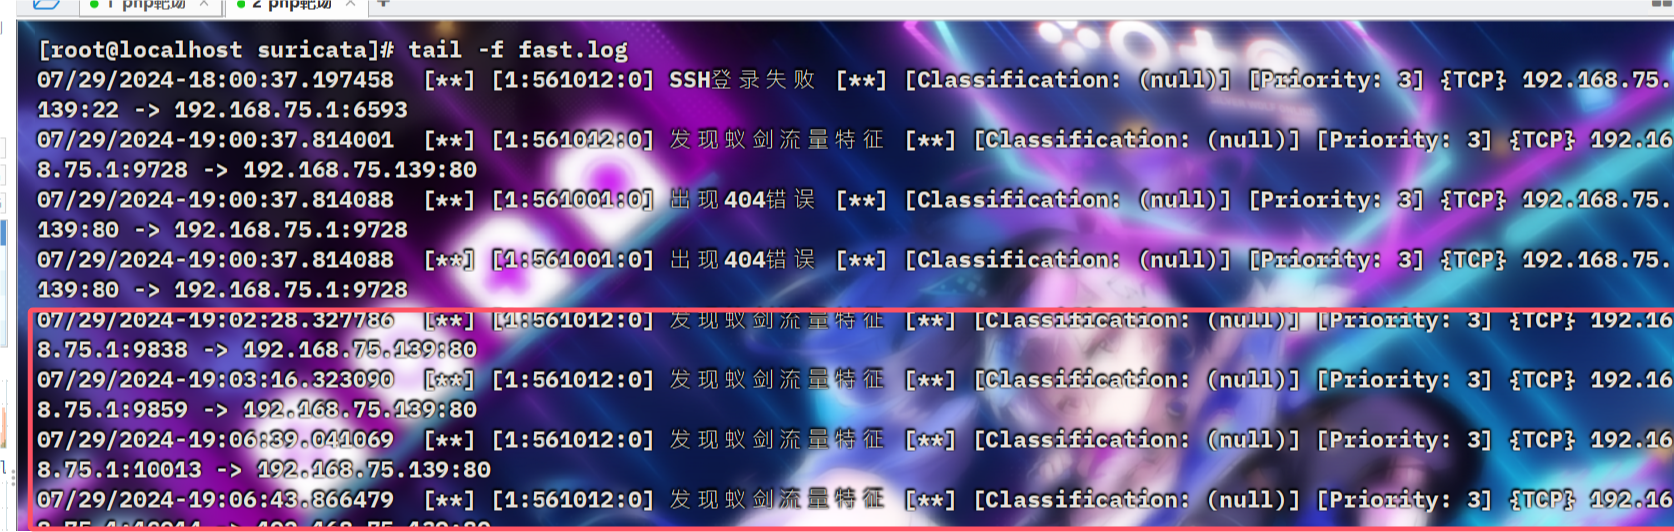 1 php靶场 × 2 php靶场 × +
[root@localhost suricata]# tail -f fast.log
07/29/2024-18:00:37.197458  [**] [1:561012:0] SSH登录失败 [**] [Classification: (null)] [Priority: 3] {TCP} 192.168.75.
139:22 -> 192.168.75.1:6593
07/29/2024-19:00:37.814001  [**] [1:561012:0] 发现蚁剑流量特征 [**] [Classification: (null)] [Priority: 3] {TCP} 192.16
8.75.1:9728 -> 192.168.75.139:80
07/29/2024-19:00:37.814088  [**] [1:561001:0] 出现404错误 [**] [Classification: (null)] [Priority: 3] {TCP} 192.168.75.
139:80 -> 192.168.75.1:9728
07/29/2024-19:00:37.814088  [**] [1:561001:0] 出现404错误 [**] [Classification: (null)] [Priority: 3] {TCP} 192.168.75.
139:80 -> 192.168.75.1:9728
07/29/2024-19:02:28.327786  [**] [1:561012:0] 发现蚁剑流量特征 [**] [Classification: (null)] [Priority: 3] {TCP} 192.16
8.75.1:9838 -> 192.168.75.139:80
07/29/2024-19:03:16.323090  [**] [1:561012:0] 发现蚁剑流量特征 [**] [Classification: (null)] [Priority: 3] {TCP} 192.16
8.75.1:9859 -> 192.168.75.139:80
07/29/2024-19:06:39.041069  [**] [1:561012:0] 发现蚁剑流量特征 [**] [Classification: (null)] [Priority: 3] {TCP} 192.16
8.75.1:10013 -> 192.168.75.139:80
07/29/2024-19:06:43.866479  [**] [1:561012:0] 发现蚁剑流量特征 [**] [Classification: (null)] [Priority: 3] {TCP} 192.16